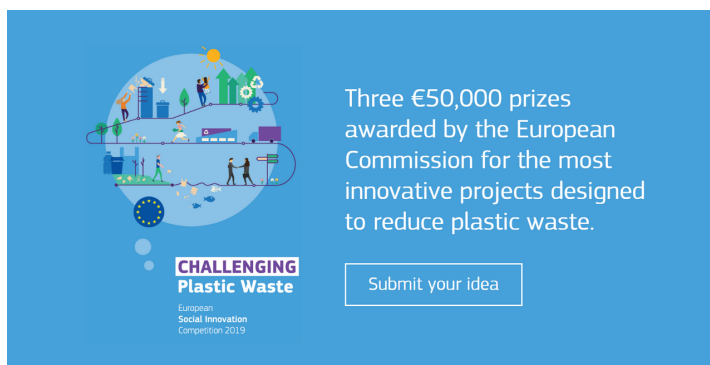 Three €50,000 prizes
awarded by the European
Commission for the most
innovative projects designed
to reduce plastic waste.
Submit your idea
CHALLENGING
Plastic Waste
European
Social Innovation
Competition 2019